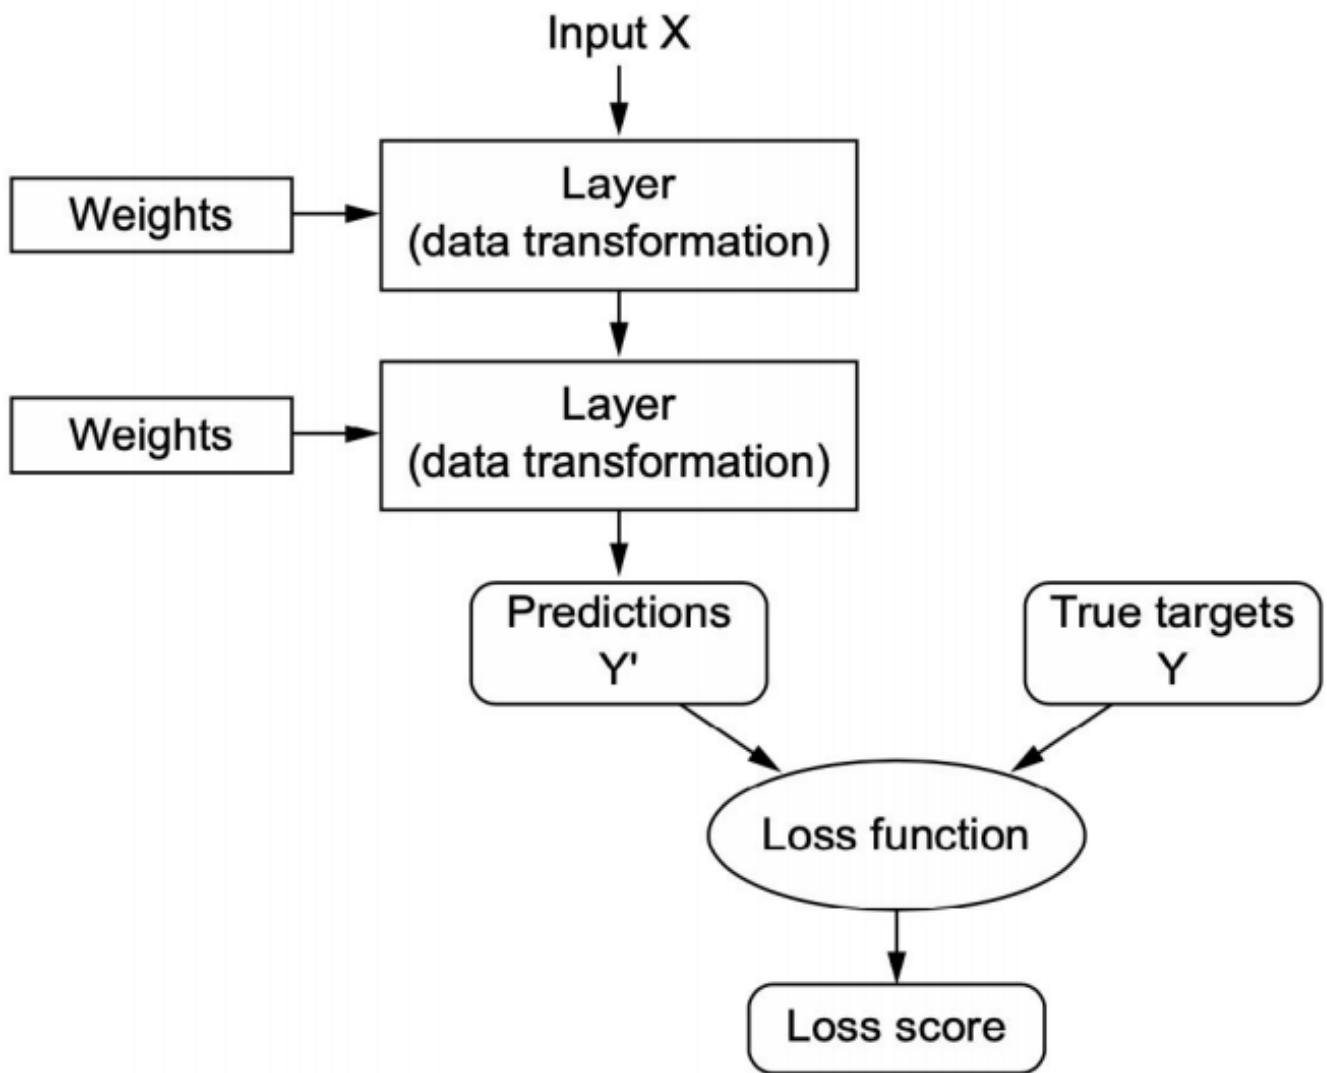 Input X
Weights
Layer
(data transformation)
Weights
Layer
(data transformation)
Predictions
Y'
True targets
Y
Loss function
Loss score